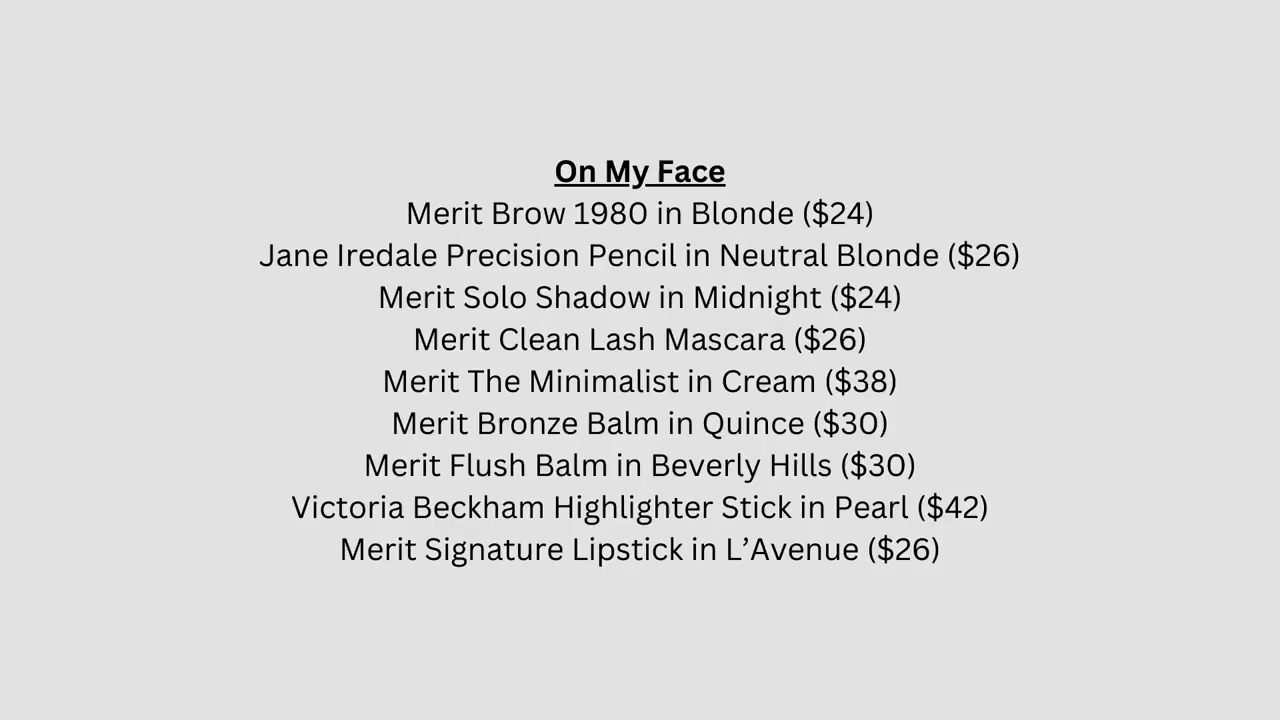 On My Face
Merit Brow 1980 in Blonde ($24)
Jane Iredale Precision Pencil in Neutral Blonde ($26)
Merit Solo Shadow in Midnight ($24)
Merit Clean Lash Mascara ($26)
Merit The Minimalist in Cream ($38)
Merit Bronze Balm in Quince ($30)
Merit Flush Balm in Beverly Hills ($30)
Victoria Beckham Highlighter Stick in Pearl ($42)
Merit Signature Lipstick in L’Avenue ($26)